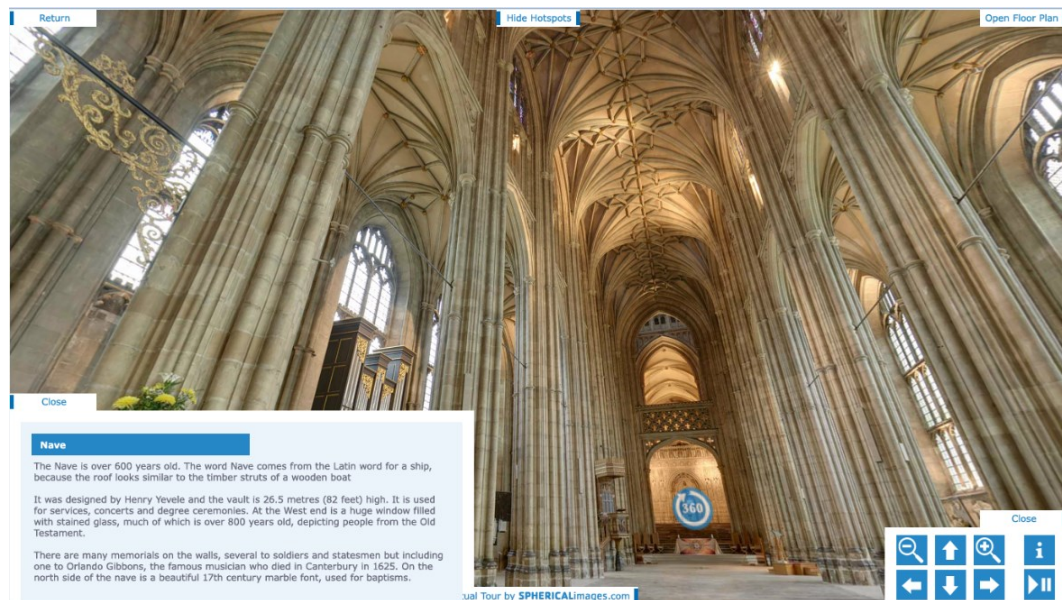 Return
Hide Hotspots
Open Floor Plan
Close
Nave
The Nave is over 600 years old. The word Nave comes from the Latin word for a ship,
because the roof looks similar to the timber struts of a wooden boat
It was designed by Henry Yevele and the vault is 26.5 metres (82 feet) high. It is used
for services, concerts and degree ceremonies. At the West end is a huge window filled
with stained glass, much of which is over 800 years old, depicting people from the Old
Testament.
There are many memorials on the walls, several to soldiers and statesmen but including
one to Orlando Gibbons, the famous musician who died in Canterbury in 1625. On the
north side of the nave is a beautiful 17th century marble font, used for baptisms.
360
Close
i
tual Tour by SPHERICALimages.com